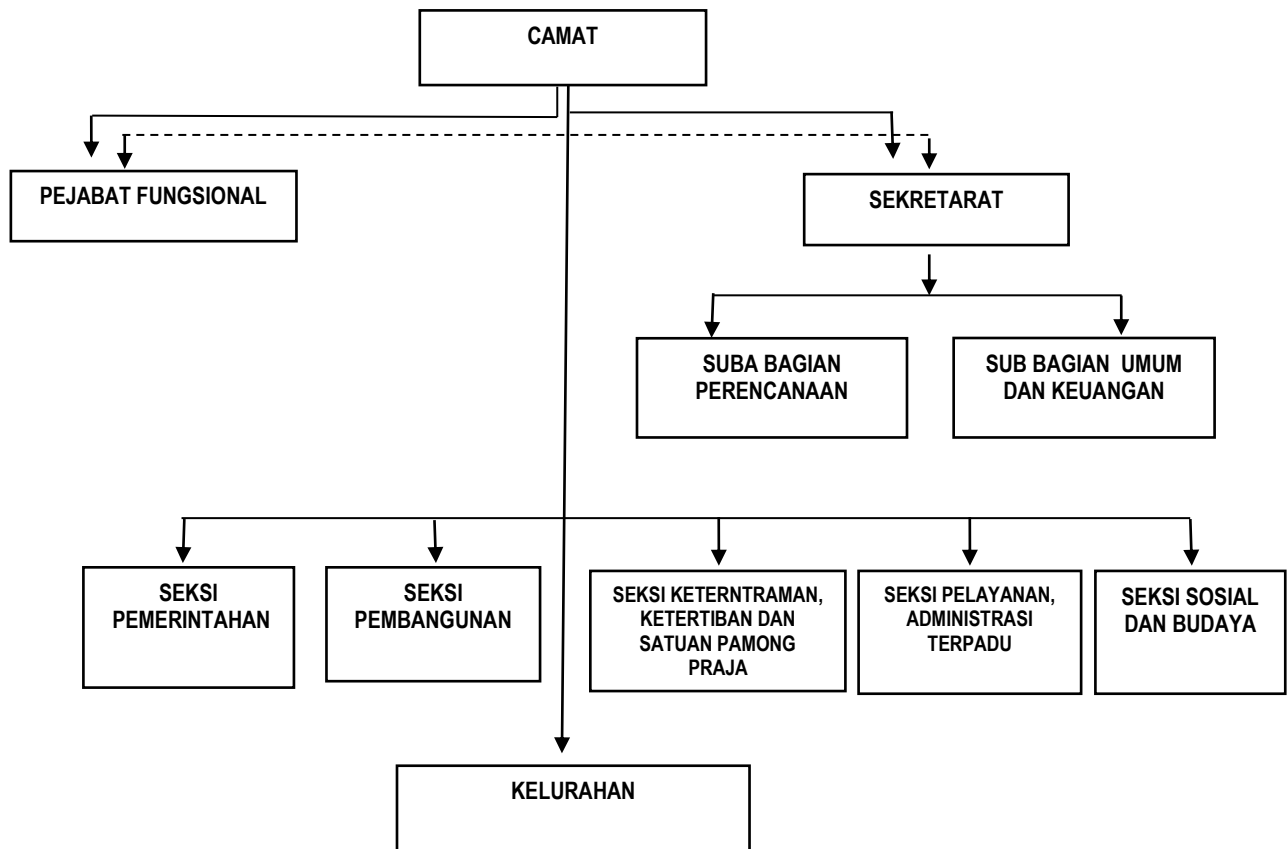 CAMAT
PEJABAT FUNGSIONAL
SEKRETARAT
SUBA BAGIAN
PERENCANAAN
SUB BAGIAN  UMUM
DAN KEUANGAN
SEKSI
PEMERINTAHAN
SEKSI
PEMBANGUNAN
SEKSI KETERNTRAMAN,
KETERTIBAN DAN
SATUAN PAMONG
PRAJA
SEKSI PELAYANAN,
ADMINISTRASI
TERPADU
SEKSI SOSIAL
DAN BUDAYA
KELURAHAN